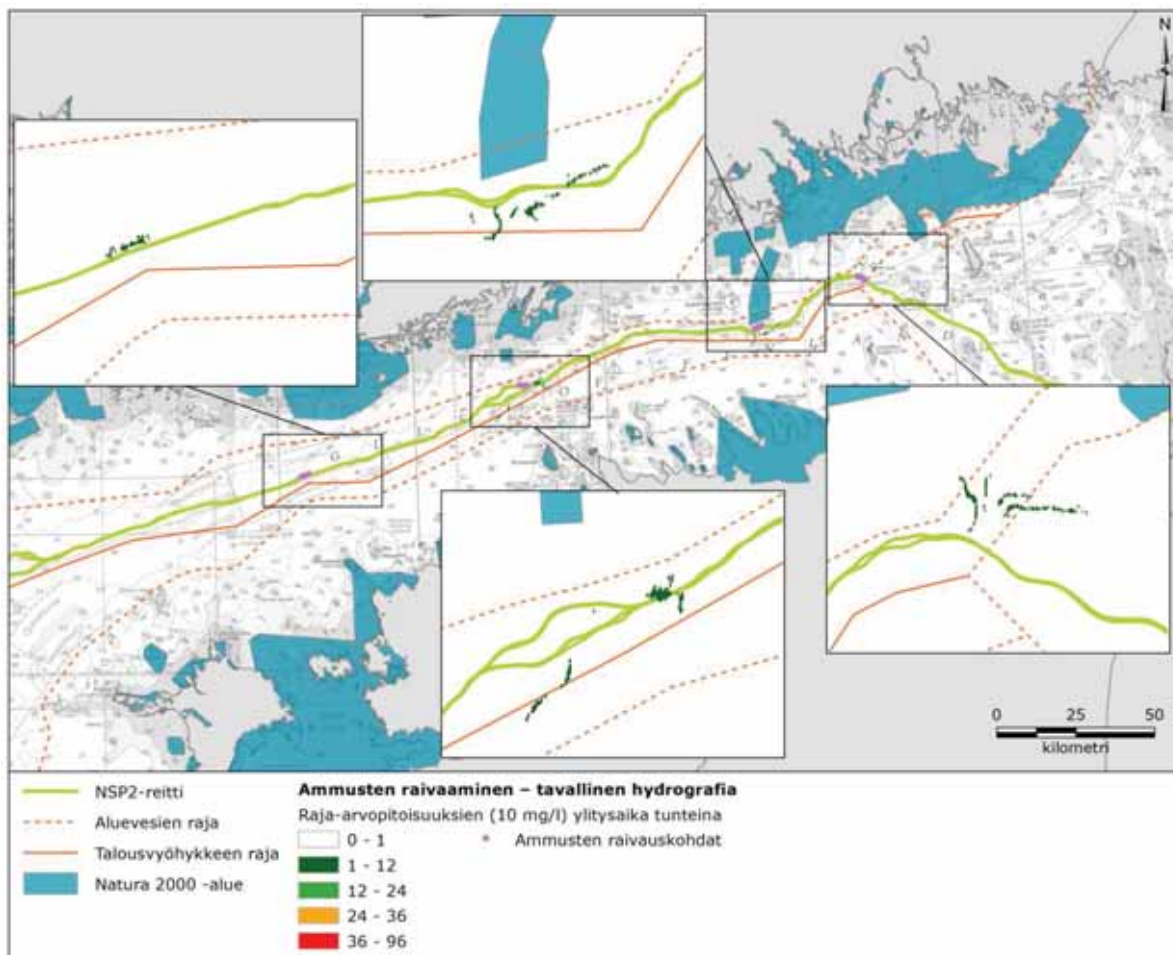 N
0 25 50
kilometri
NSP2-reitti
Aluevesien raja
Talousvyöhykkeen raja
Natura 2000 -alue
Ammusten raivaaminen – tavallinen hydrografia
Raja-arvopitoisuuksien (10 mg/l) ylitysaika tunteina
0 - 1
1 - 12
12 - 24
24 - 36
36 - 96
Ammusten raivauskohdat